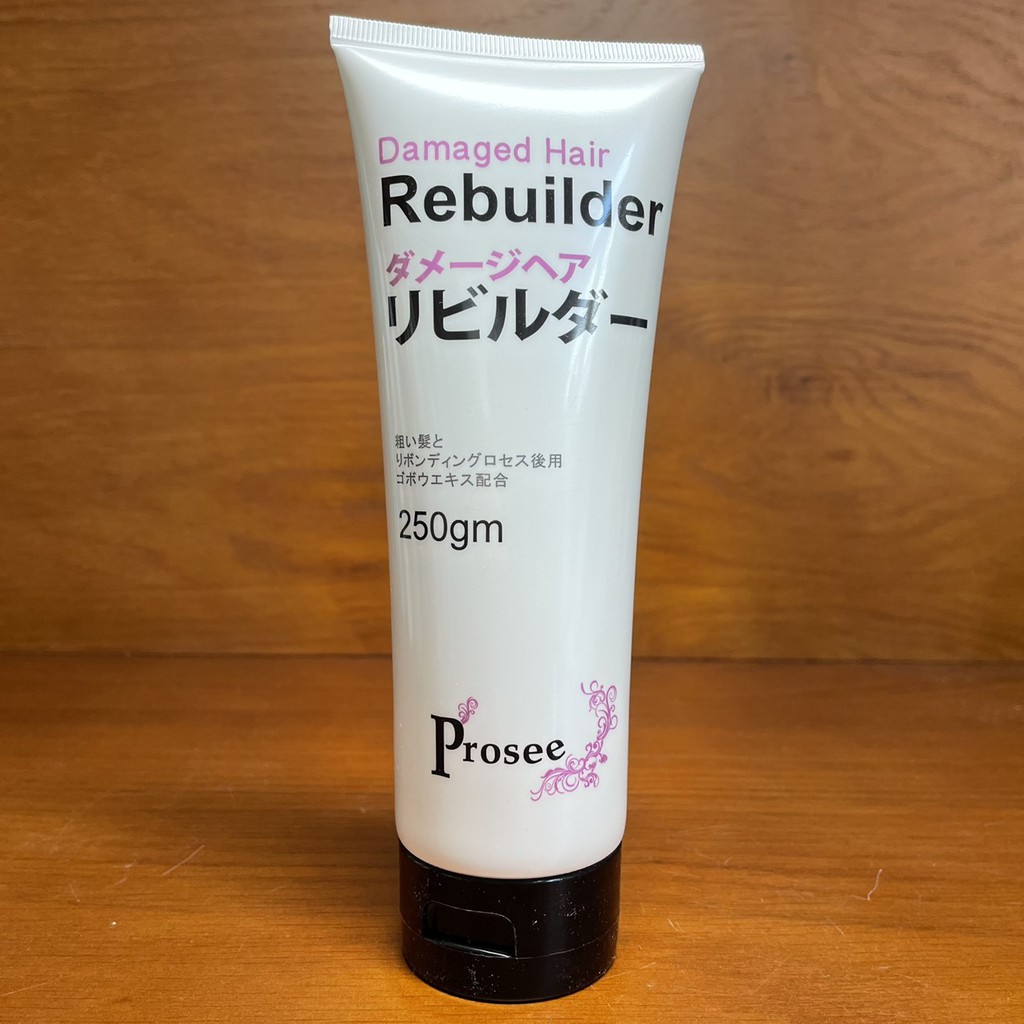 Damaged Hair
Rebuilder
ダメージヘア
リビルダー
粗い髪と
りボンディングロセス後用
ゴボウエキス配合
250gm
Prosee